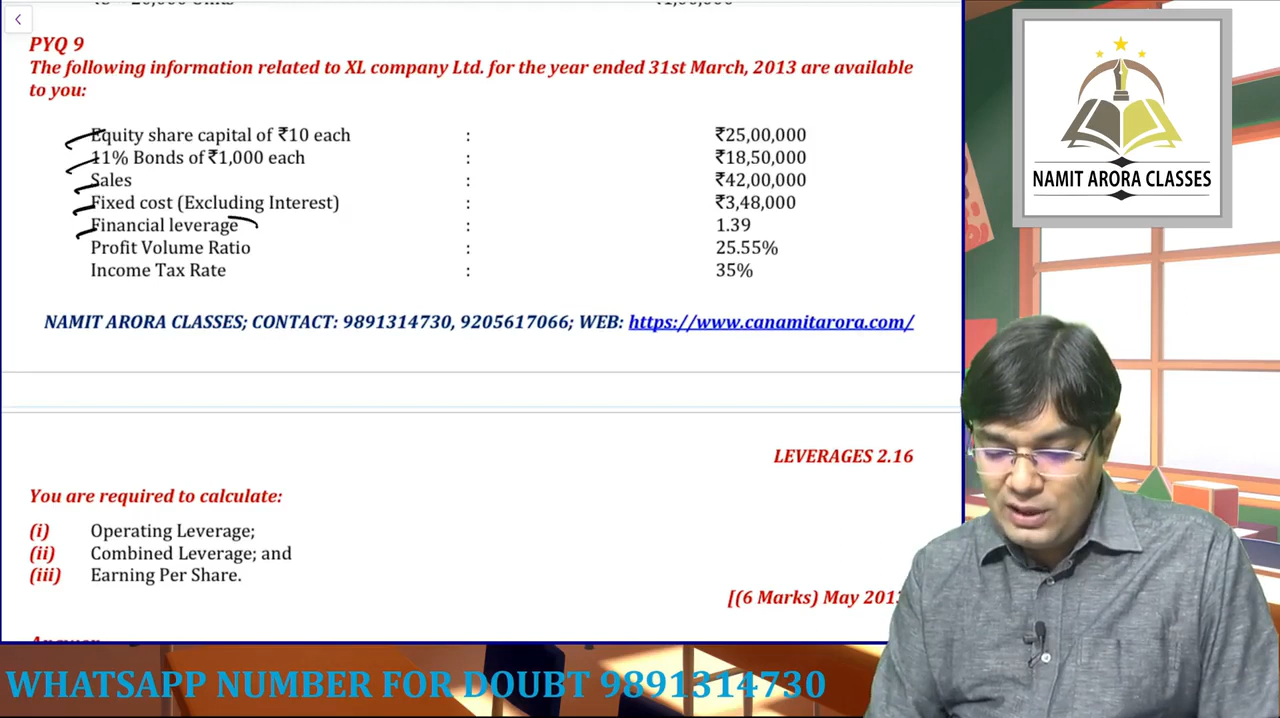 PYQ 9
The following information related to XL company Ltd. for the year ended 31st March, 2013 are available
to you:
Equity share capital of ₹10 each : ₹25,00,000
11% Bonds of ₹1,000 each : ₹18,50,000
Sales : ₹42,00,000
Fixed cost (Excluding Interest) : ₹3,48,000
Financial leverage : 1.39
Profit Volume Ratio : 25.55%
Income Tax Rate : 35%
NAMIT ARORA CLASSES; CONTACT: 9891314730, 9205617066; WEB: https://www.canamitarora.com/
LEVERAGES 2.16
You are required to calculate:
(i) Operating Leverage;
(ii) Combined Leverage; and
(iii) Earning Per Share.
[(6 Marks) May
NAMIT ARORA CLASSES
WHATSAPP NUMBER FOR DOUBT 9891314730